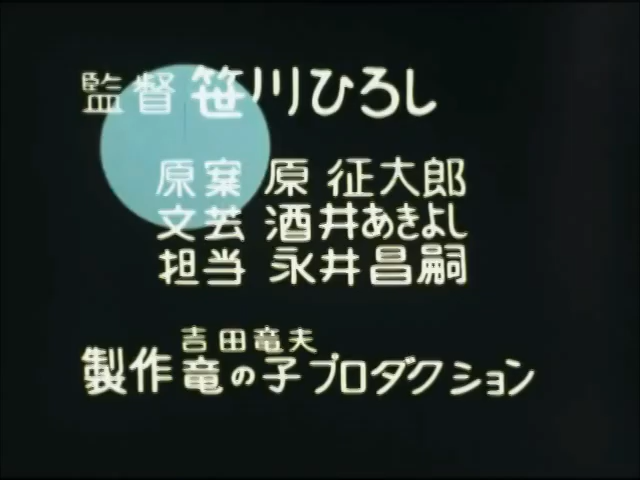 監督 笹川ひろし
原案 原 征大郎
文芸 酒井あきよし
担当 永井昌嗣
吉田竜夫
製作 竜の子プロダクション